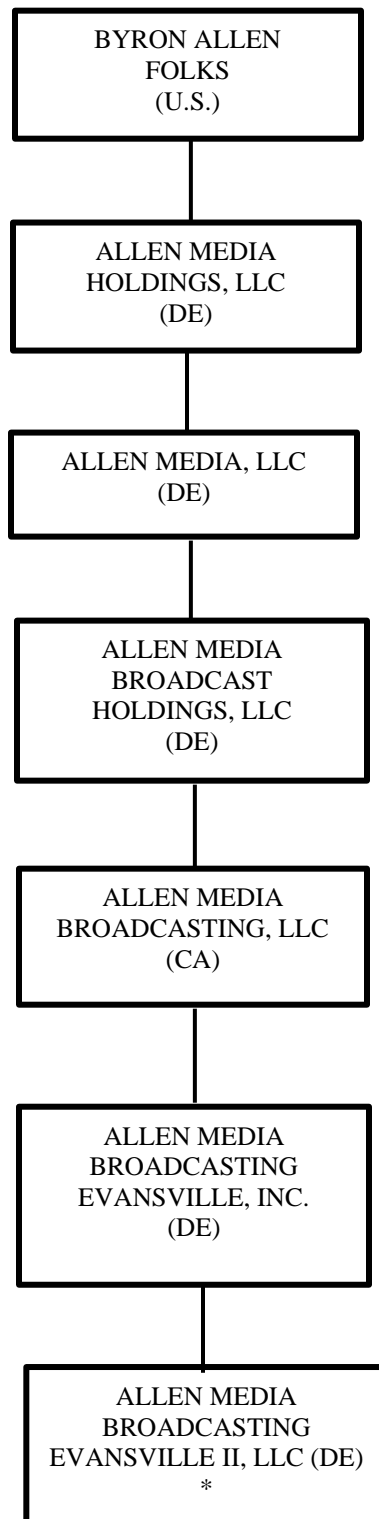 BYRON ALLEN
FOLKS
(U.S.)
ALLEN MEDIA
HOLDINGS, LLC
(DE)
ALLEN MEDIA, LLC
(DE)
ALLEN MEDIA
BROADCAST
HOLDINGS, LLC
(DE)
ALLEN MEDIA
BROADCASTING, LLC
(CA)
ALLEN MEDIA
BROADCASTING
EVANSVILLE, INC.
(DE)
ALLEN MEDIA
BROADCASTING
EVANSVILLE II, LLC (DE)
*